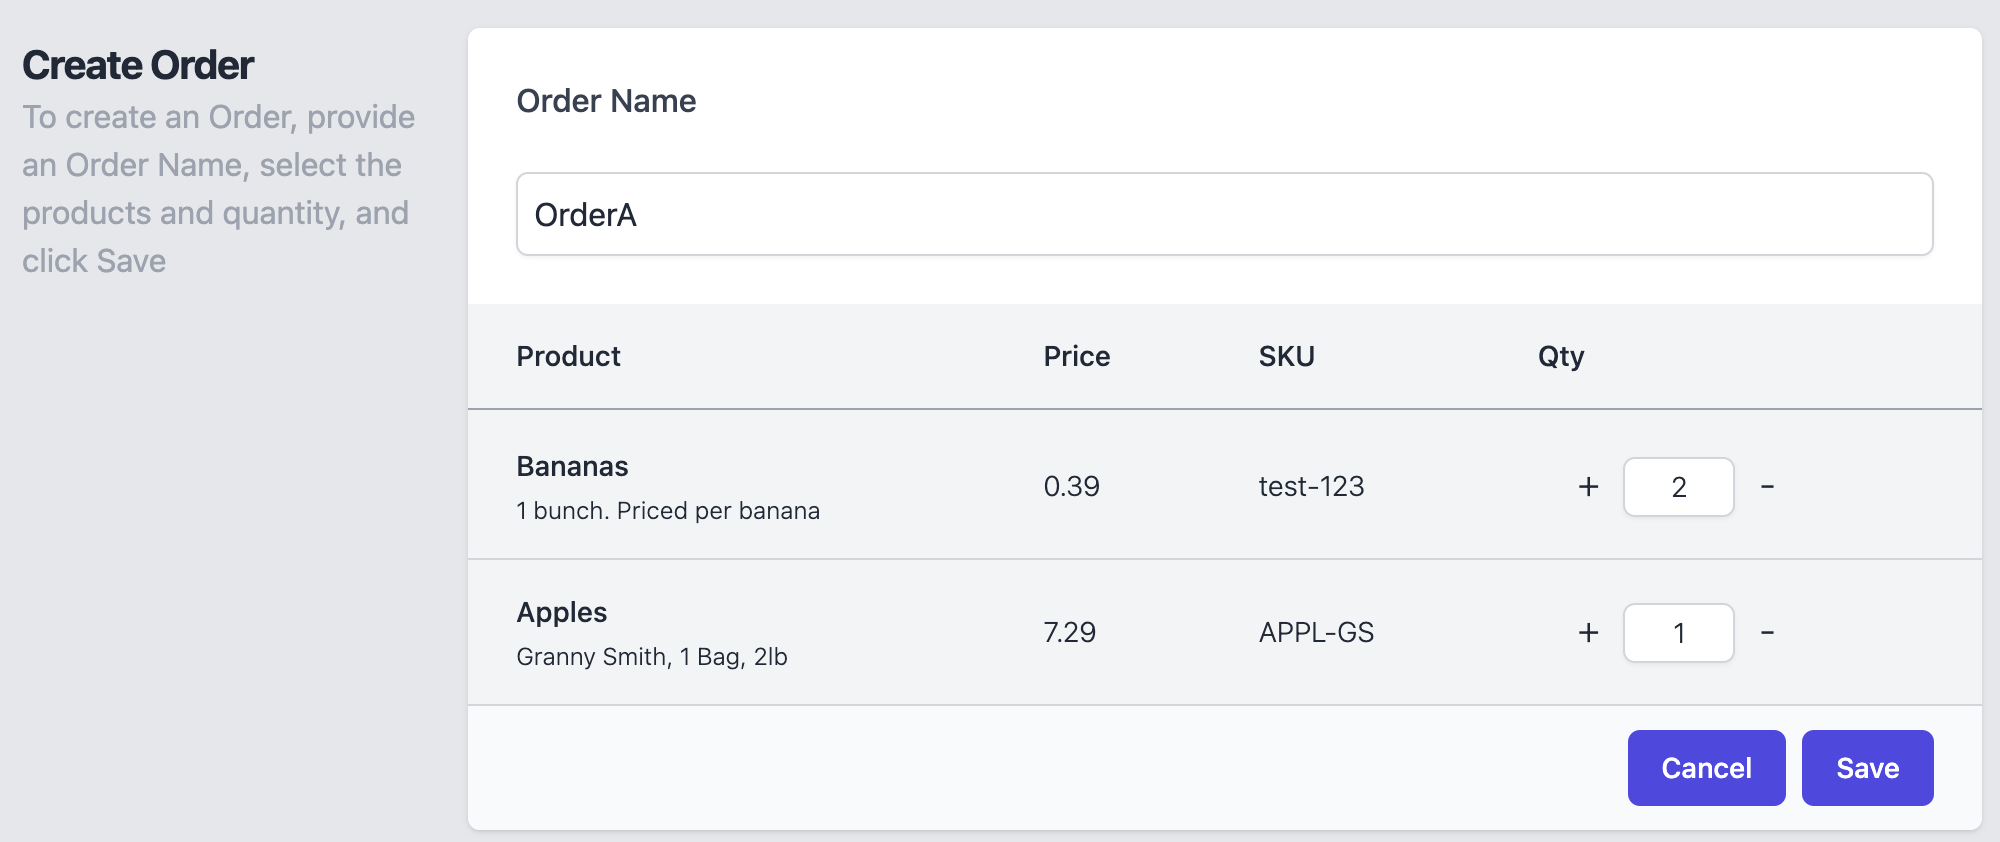 Create Order
To create an Order, provide
an Order Name, select the
products and quantity, and
click Save
Order Name
OrderA
Product Price SKU Qty
Bananas
1 bunch. Priced per banana
0.39 test-123 + 2 -
Apples
Granny Smith, 1 Bag, 2lb
7.29 APPL-GS + 1 -
Cancel Save